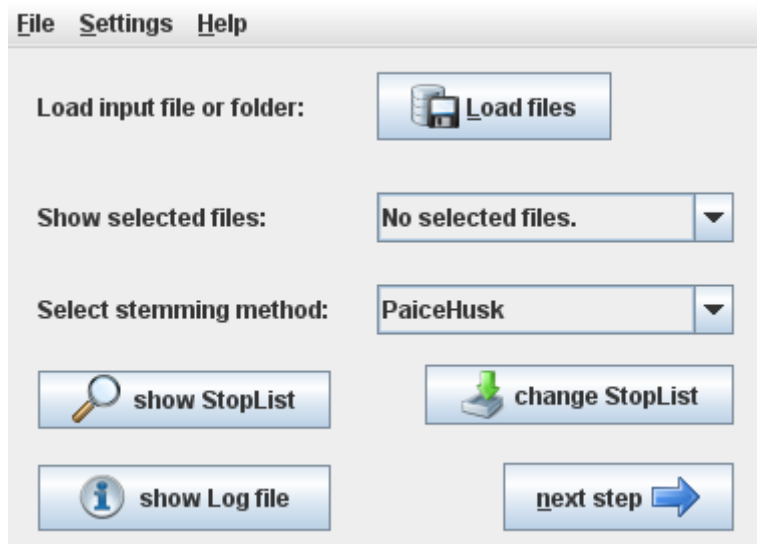 File Settings Help
Load input file or folder: Load files
Show selected files: No selected files.
Select stemming method: PaiceHusk
show StopList change StopList
show Log file next step